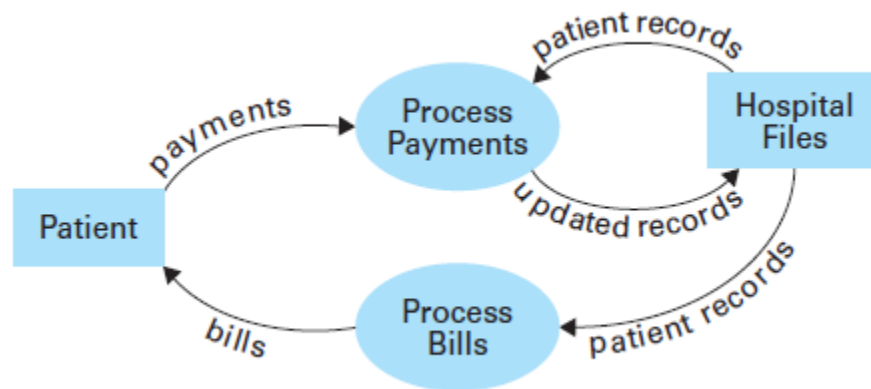 patient records
Process
Payments
Hospital
Files
payments
updated records
Patient
Process
Bills
bills
patient records